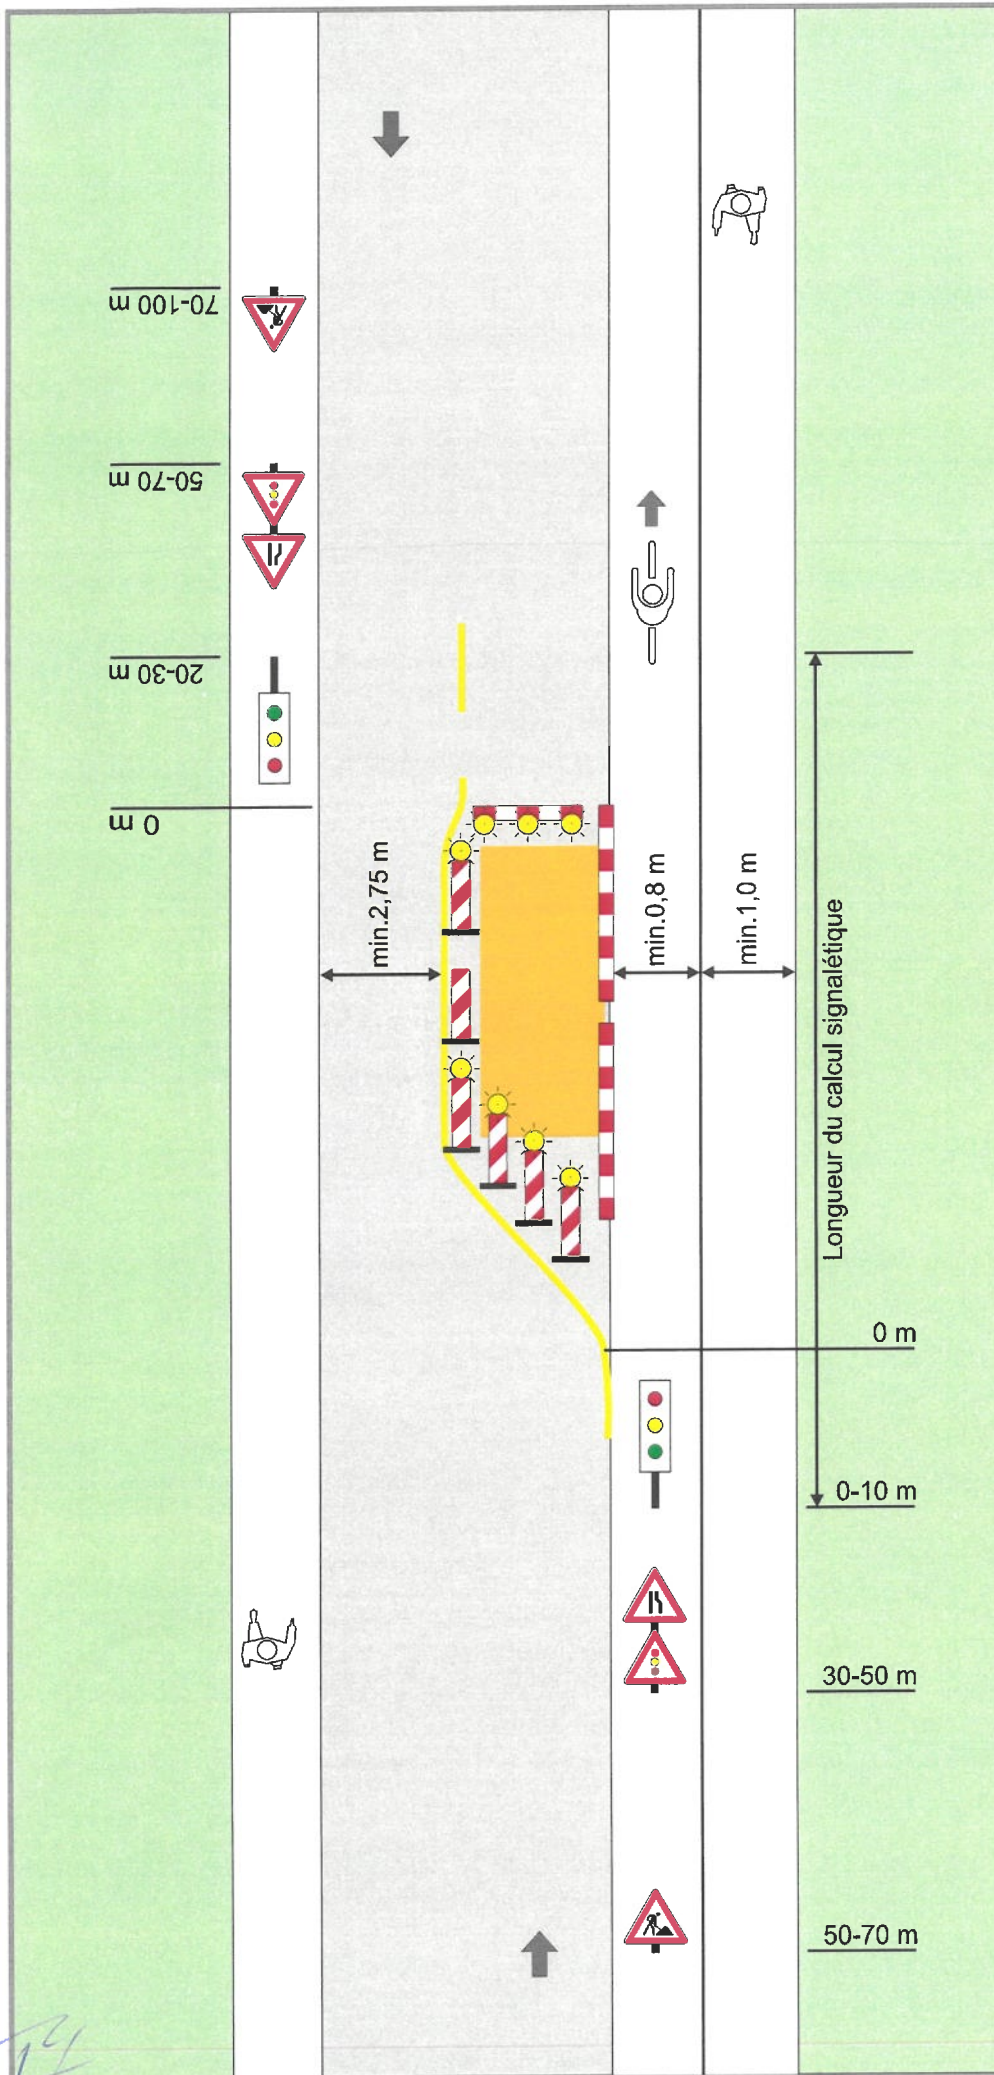 70-100 m
50-70 m
20-30 m
0 m
min.2,75 m
min.0,8 m
min.1,0 m
Longueur du calcul signalétique
0 m
0-10 m
30-50 m
50-70 m